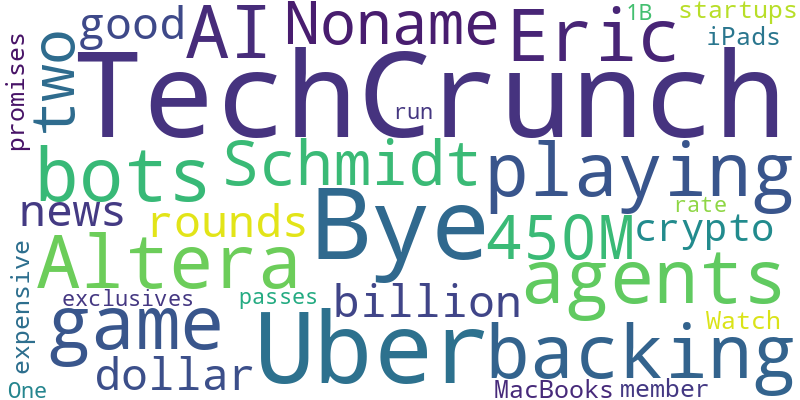 promises
two
good
AI
Noname
Eric
1B
startups
iPads
TechCrunch
run
bots
Schmidt
playing
news
rounds
Bye
450M
rate
crypto
expensive
Altera
exclusives
passes
billion
agents
Watch
game
dollar
Uber
backing
One
MacBooks
member